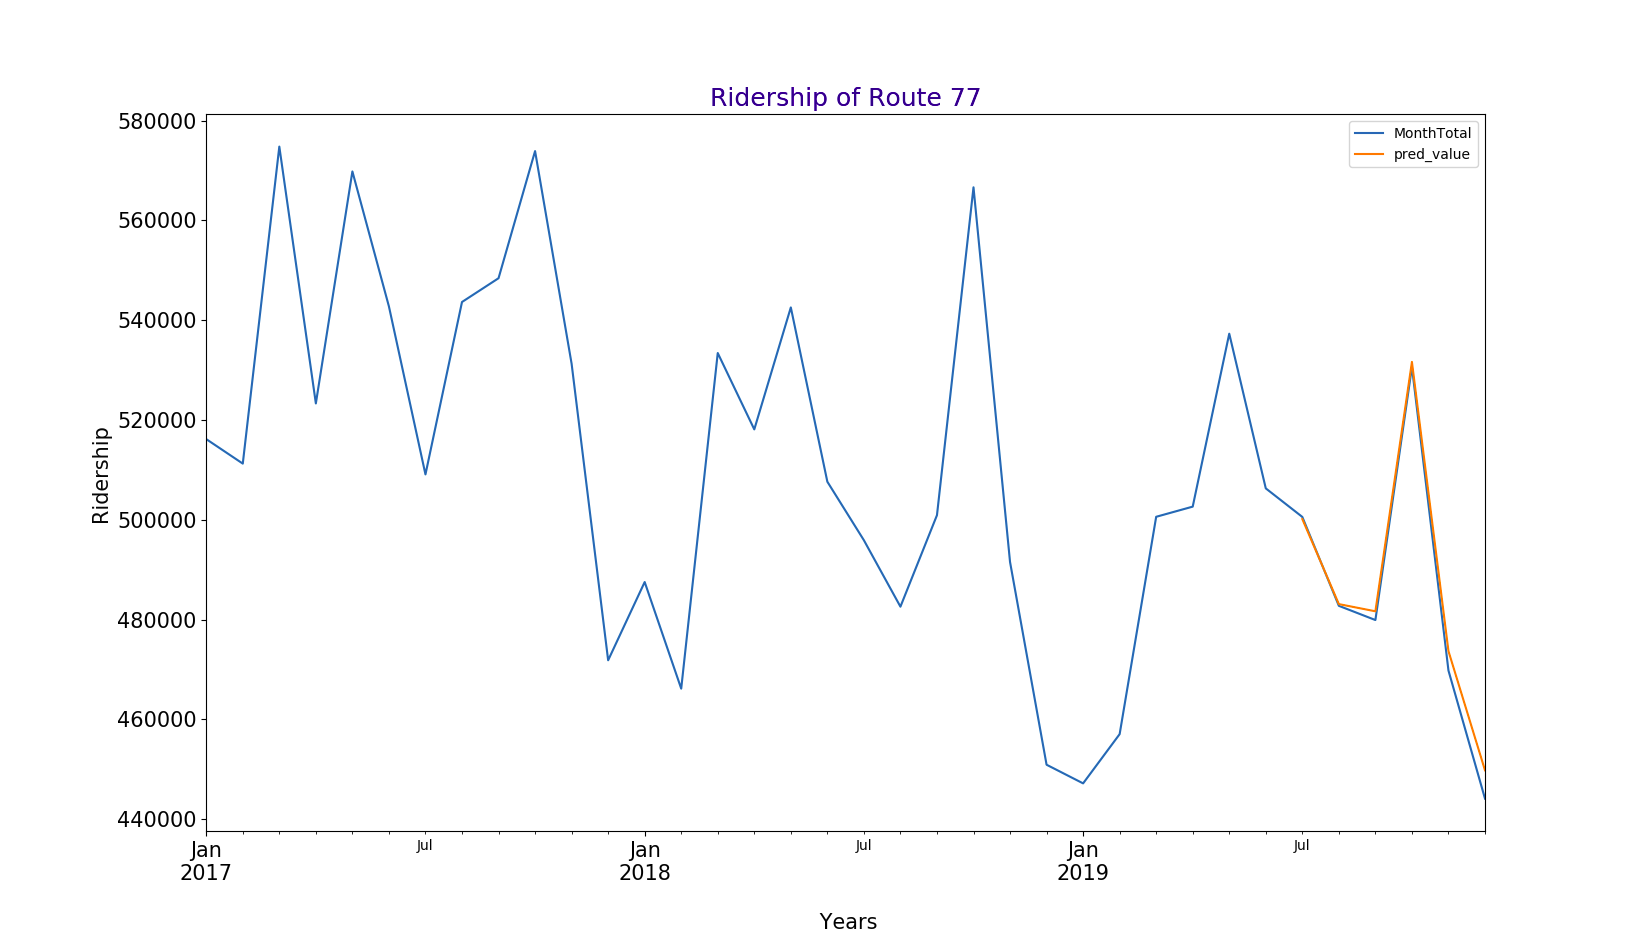 Ridership of Route 77
MonthTotal
pred_value
580000
560000
540000
520000
500000
480000
460000
440000
Ridership
Jan
2017
Jul
Jan
2018
Jul
Jan
2019
Jul
Years